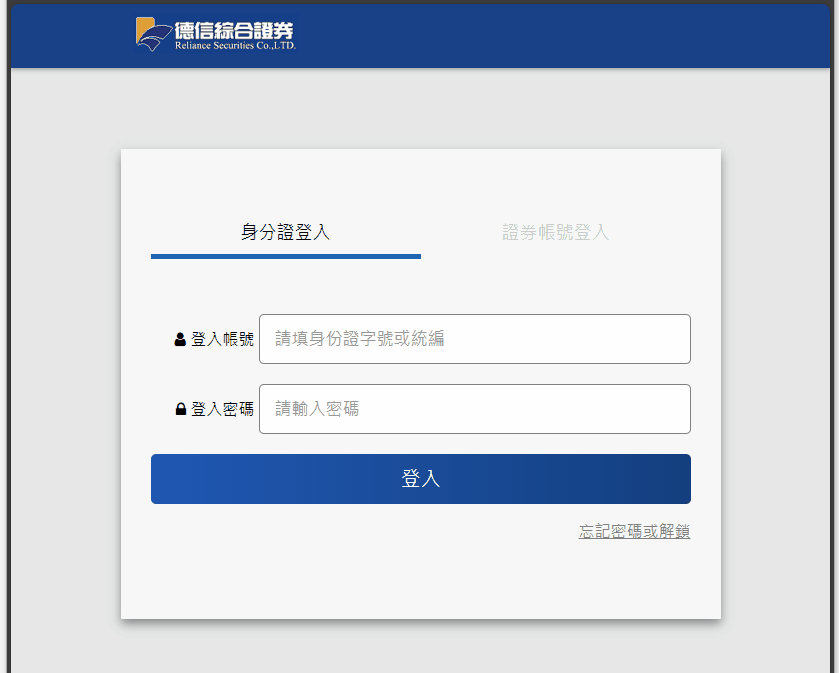 德信綜合證券
Reliance Securities Co.,LTD.
身分證登入
證券帳號登入
登入帳號
請填身份證字號或統編
登入密碼
請輸入密碼
登入
忘記密碼或解鎖